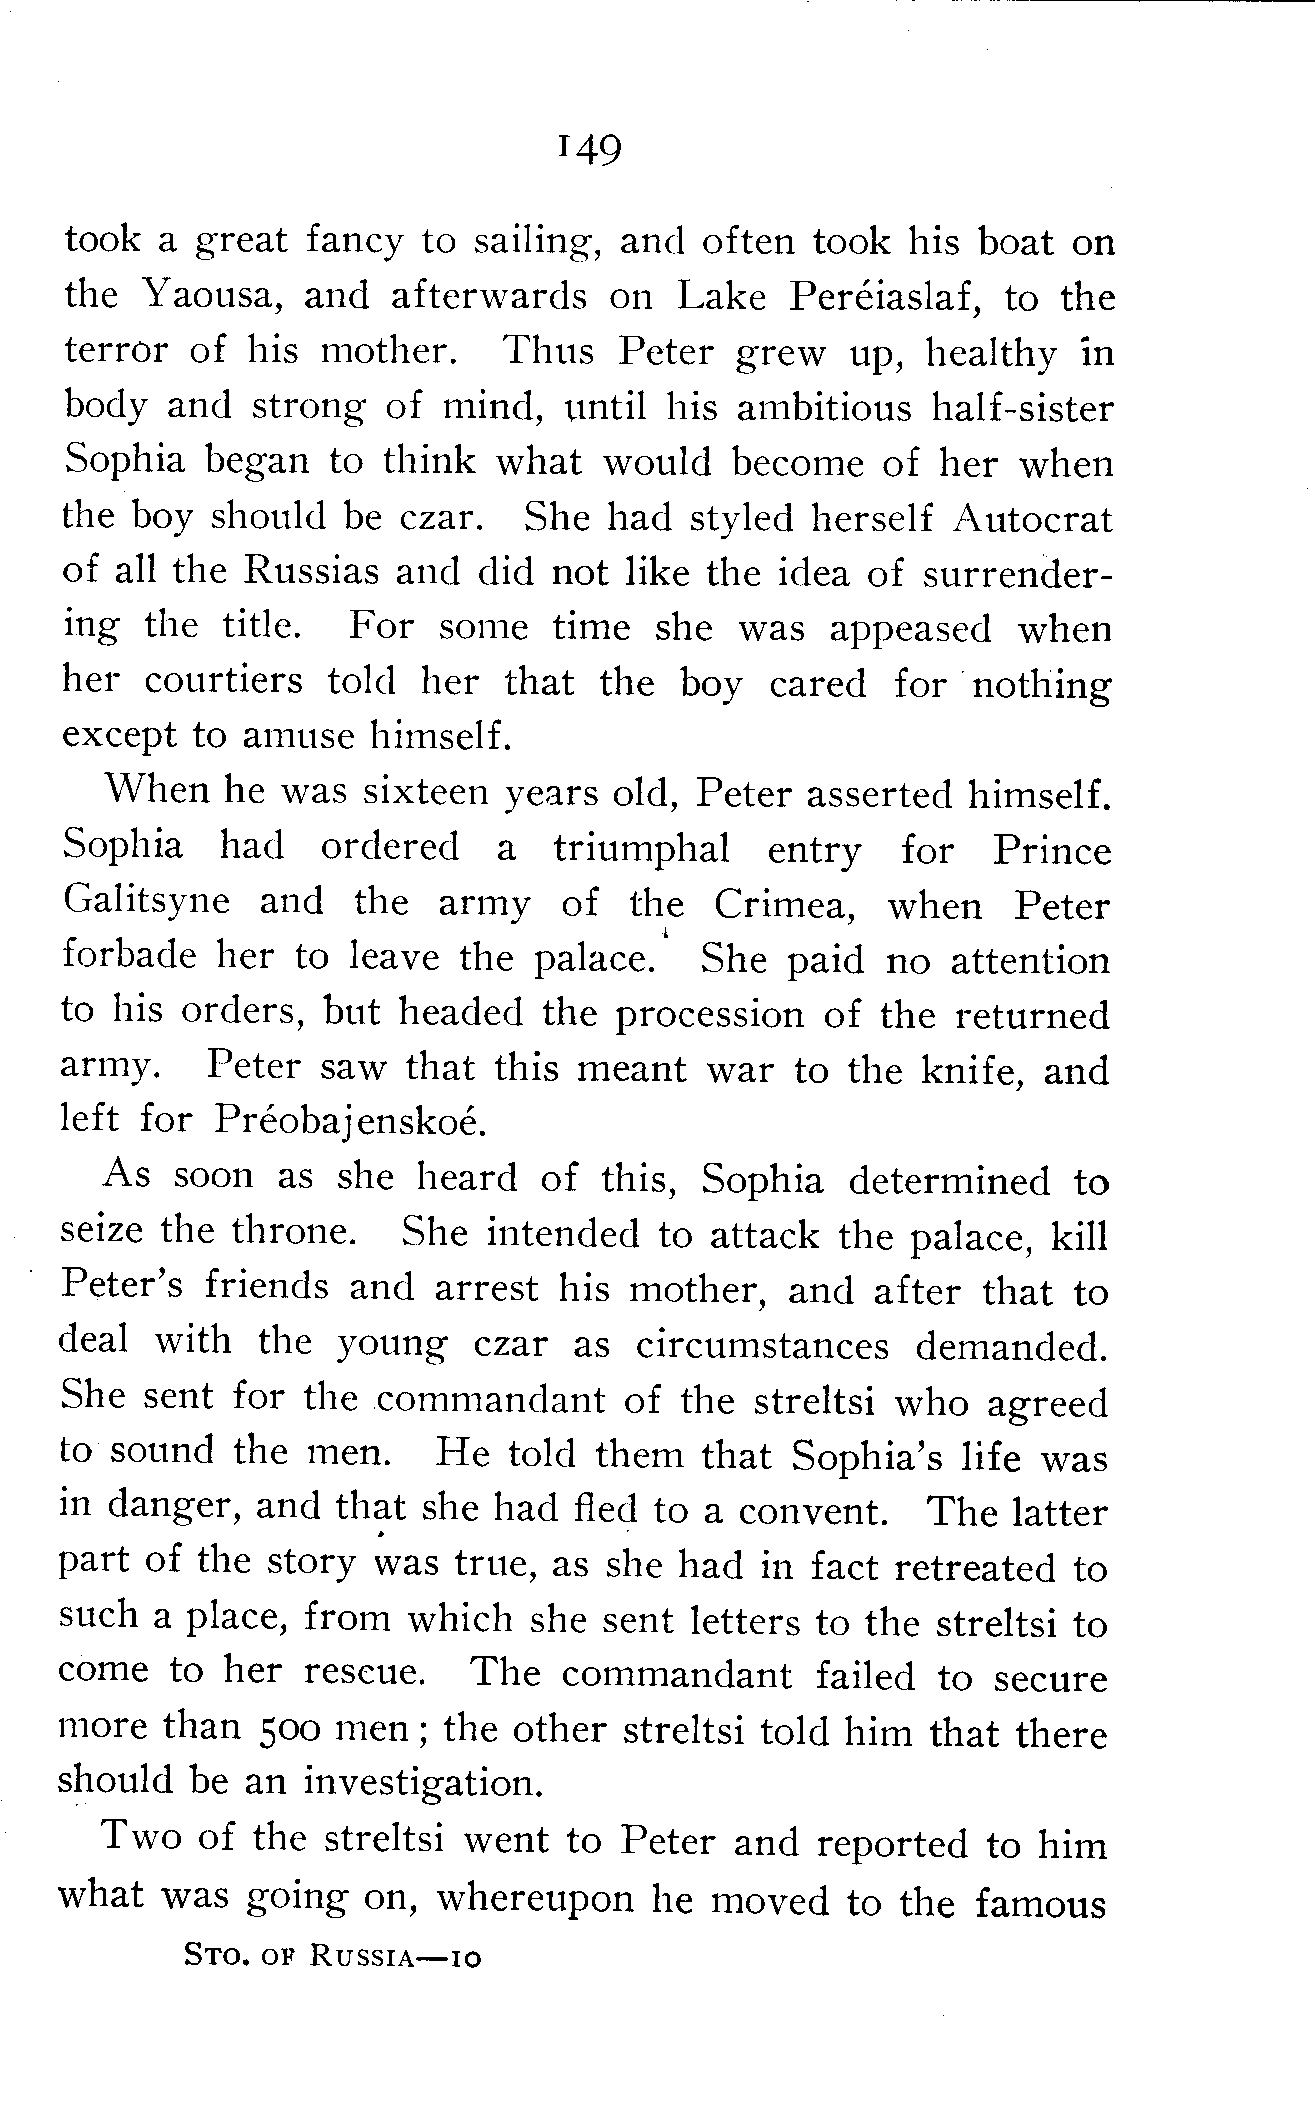 149
took a great fancy to sailing, and often took his boat on
the Yaousa, and afterwards on Lake Peréiaslaf, to the
terror of his mother. Thus Peter grew up, healthy in
body and strong of mind, until his ambitious half-sister
Sophia began to think what would become of her when
the boy should be czar. She had styled herself Autocrat
of all the Russias and did not like the idea of surrender-
ing the title. For some time she was appeased when
her courtiers told her that the boy cared for nothing
except to amuse himself.
When he was sixteen years old, Peter asserted himself.
Sophia had ordered a triumphal entry for Prince
Galitsyne and the army of the Crimea, when Peter
forbade her to leave the palace. She paid no attention
to his orders, but headed the procession of the returned
army. Peter saw that this meant war to the knife, and
left for Préobajenskoé.
As soon as she heard of this, Sophia determined to
seize the throne. She intended to attack the palace, kill
Peter's friends and arrest his mother, and after that to
deal with the young czar as circumstances demanded.
She sent for the commandant of the streltsi who agreed
to sound the men. He told them that Sophia's life was
in danger, and that she had fled to a convent. The latter
part of the story was true, as she had in fact retreated to
such a place, from which she sent letters to the streltsi to
come to her rescue. The commandant failed to secure
more than 500 men; the other streltsi told him that there
should be an investigation.
Two of the streltsi went to Peter and reported to him
what was going on, whereupon he moved to the famous
STO. OF RUSSIA—10